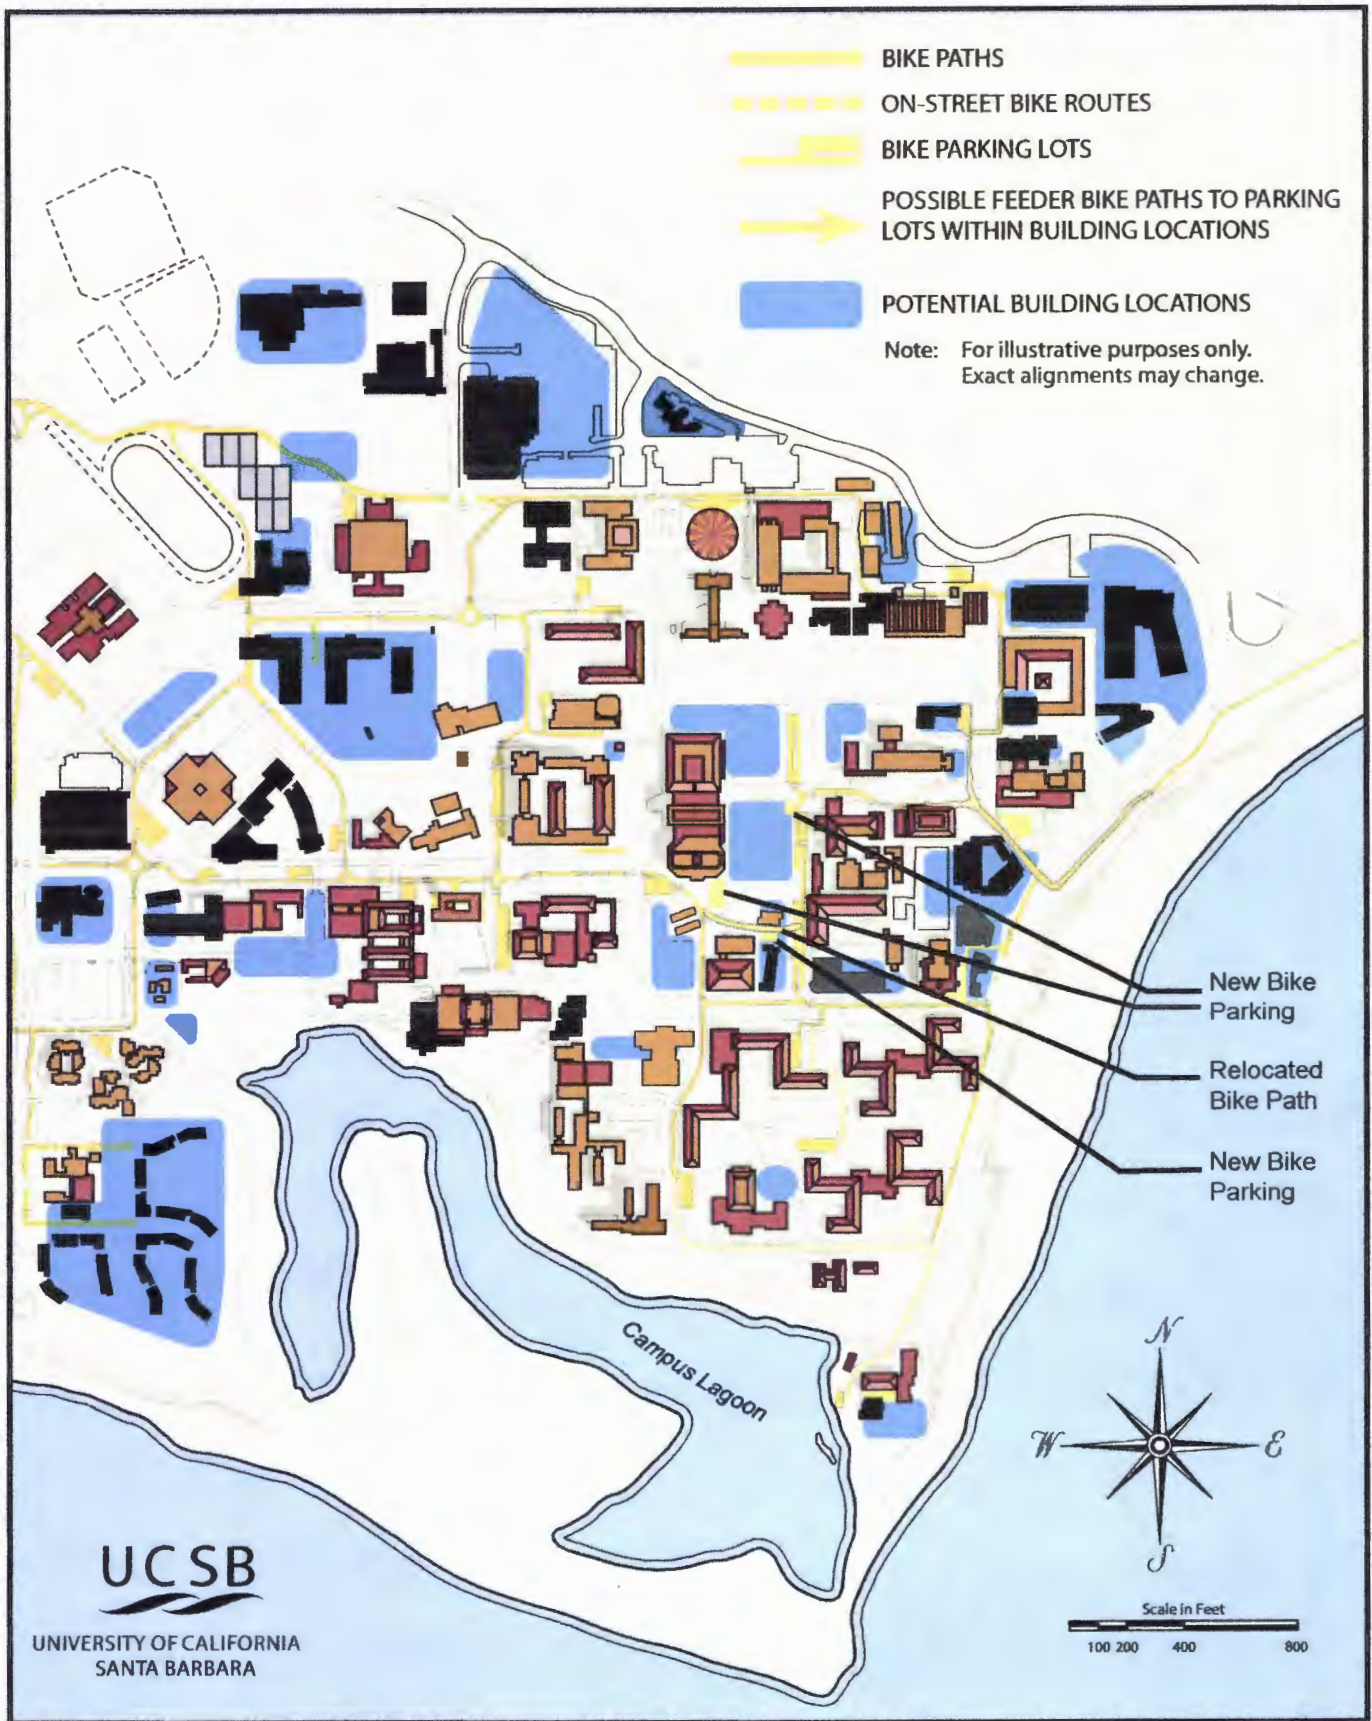 BIKE PATHS
ON-STREET BIKE ROUTES
BIKE PARKING LOTS
POSSIBLE FEEDER BIKE PATHS TO PARKING
LOTS WITHIN BUILDING LOCATIONS
POTENTIAL BUILDING LOCATIONS
Note: For illustrative purposes only.
Exact alignments may change.
New Bike
Parking
Relocated
Bike Path
New Bike
Parking
Campus Lagoon
N
W
E
S
UCSB
UNIVERSITY OF CALIFORNIA
SANTA BARBARA
Scale in Feet
100 200 400 800